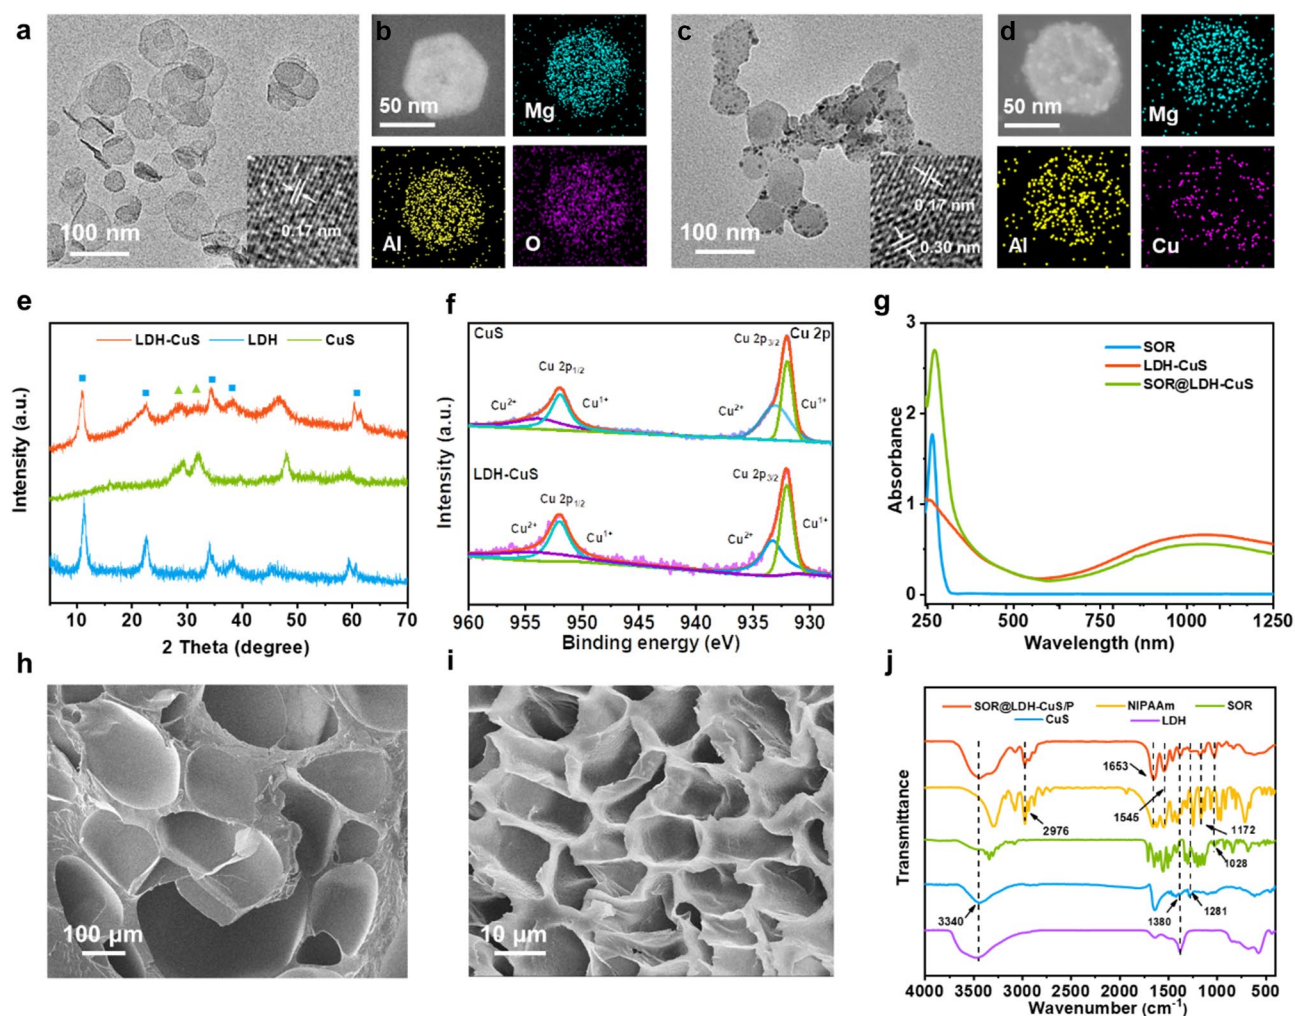 a
100 nm
0.17 nm
b
50 nm
Mg
Al
O
c
100 nm
0.17 nm
0.30 nm
d
50 nm
Mg
Al
Cu
e
LDH-CuS LDH CuS
Intensity (a.u.)
10 20 30 40 50 60 70
2 Theta (degree)
f
CuS
Cu 2p
Cu 2p3/2
Cu 2p1/2
Cu2+
Cu1+
Cu2+
Cu1+
LDH-CuS
Cu 2p3/2
Cu 2p1/2
Cu2+
Cu1+
Cu2+
Cu1+
Intensity (a.u.)
960 955 950 945 940 935 930
Binding energy (eV)
g
SOR
LDH-CuS
SOR@LDH-CuS
Absorbance
3
2
1
0
250 500 750 1000 1250
Wavelength (nm)
h
100 µm
i
10 µm
j
SOR@LDH-CuS/P NIPAAm SOR
CuS LDH
1653
1545
2976
1172
1028
3340
1380
1281
Transmittance
4000 3500 3000 2000 1500 1000 500
Wavenumber (cm-1)